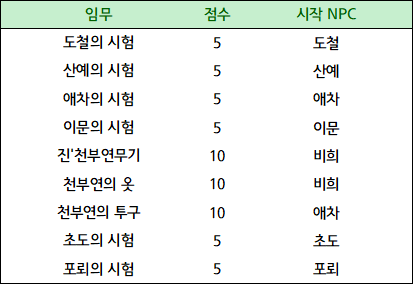 임무 점수 시작 NPC
도철의 시험 5 도철
산예의 시험 5 산예
애차의 시험 5 애차
이문의 시험 5 이문
진'천부연무기 10 비희
천부연의 옷 10 비희
천부연의 투구 10 애차
초도의 시험 5 초도
포뢰의 시험 5 포뢰